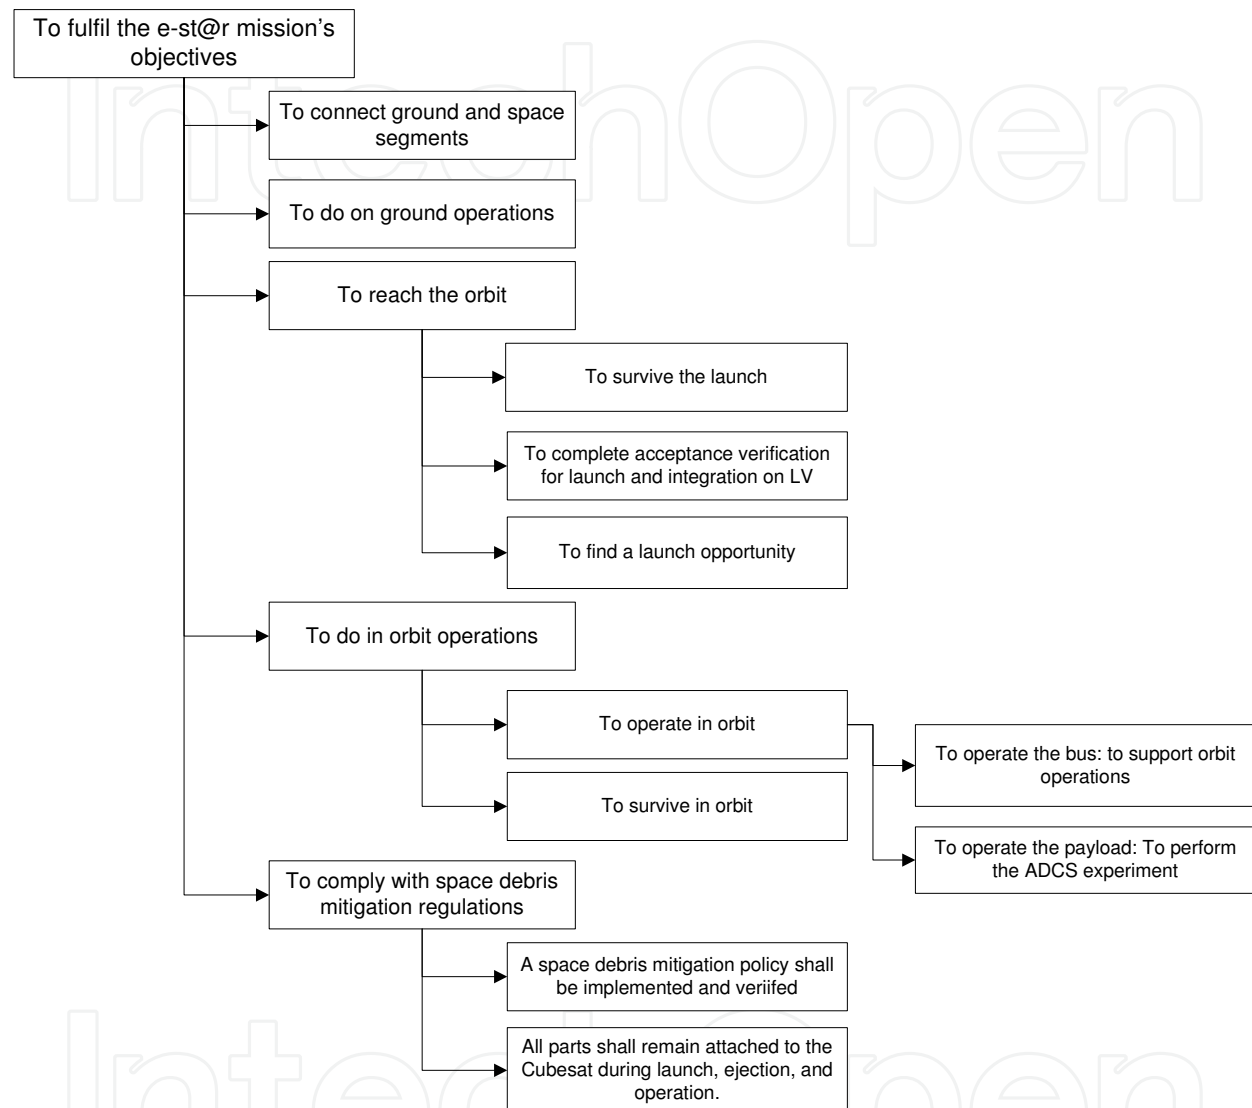 To fulfil the e-st@r mission's
objectives
To connect ground and space
segments
To do on ground operations
To reach the orbit
To survive the launch
To complete acceptance verification
for launch and integration on LV
To find a launch opportunity
To do in orbit operations
To operate in orbit
To operate the bus: to support orbit
operations
To survive in orbit
To operate the payload: To perform
the ADCS experiment
To comply with space debris
mitigation regulations
A space debris mitigation policy shall
be implemented and veriifed
All parts shall remain attached to the
Cubesat during launch, ejection, and
operation.
IntechOpen
IntechOpen